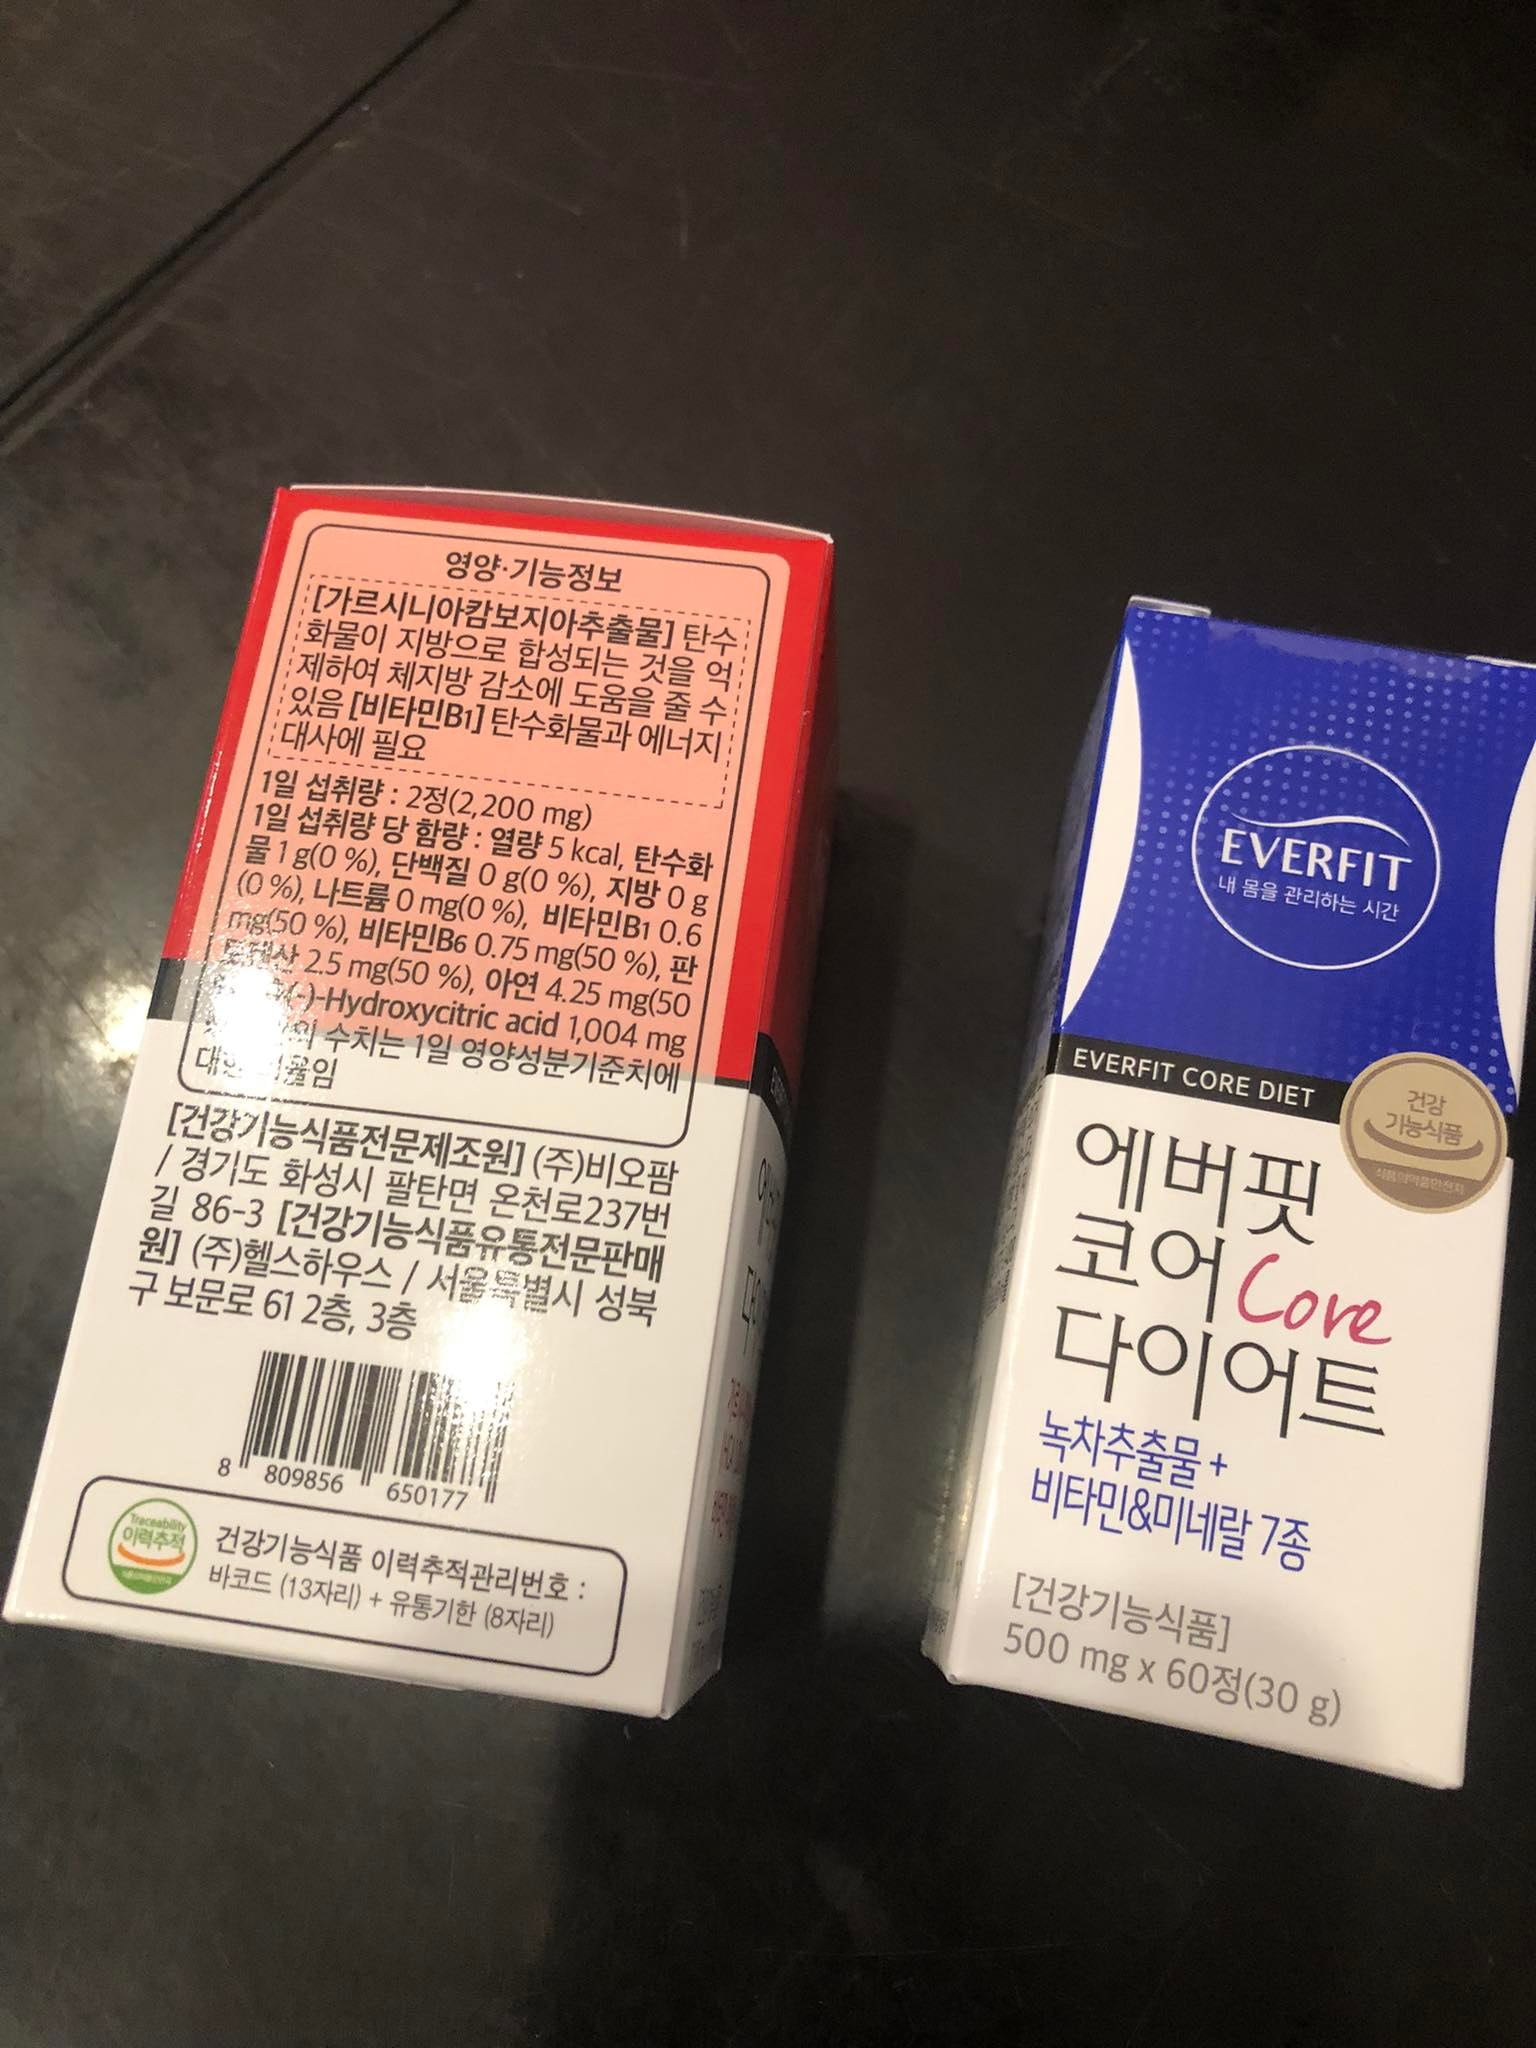 영양·기능정보
[가르시니아캄보지아추출물] 탄수
화물이 지방으로 합성되는 것을 억
제하여 체지방 감소에 도움을 줄 수
있음 [비타민B1] 탄수화물과 에너지
대사에 필요
1일 섭취량 : 2정(2,200 mg)
1일 섭취량 당 함량 : 열량 5 kcal, 탄수화
물 1 g(0 %), 단백질 0 g(0 %), 지방 0 g
(0 %), 나트륨 0 mg(0 %), 비타민B1 0.6
mg(50 %), 비타민B6 0.75 mg(50 %), 판
토텐산 2.5 mg(50 %), 아연 4.25 mg(50
(-)-Hydroxycitric acid 1,004 mg
수치는 1일 영양성분기준치에
대한 비율임
[건강기능식품전문제조원] (주)비오팜
/ 경기도 화성시 팔탄면 온천로237번
길 86-3 [건강기능식품유통전문판매
원] (주)헬스하우스 / 서울특별시 성북
구 보문로 61 2층, 3층
8 809856 650177
Traceability
이력추적
건강기능식품 이력추적관리번호 :
바코드 (13자리) + 유통기한 (8자리)
EVERFIT
내 몸을 관리하는 시간
EVERFIT CORE DIET
건강
기능식품
식품의약품안전처
에버핏
코어 Core
다이어트
녹차추출물 +
비타민&미네랄 7종
[건강기능식품]
500 mg x 60정(30 g)